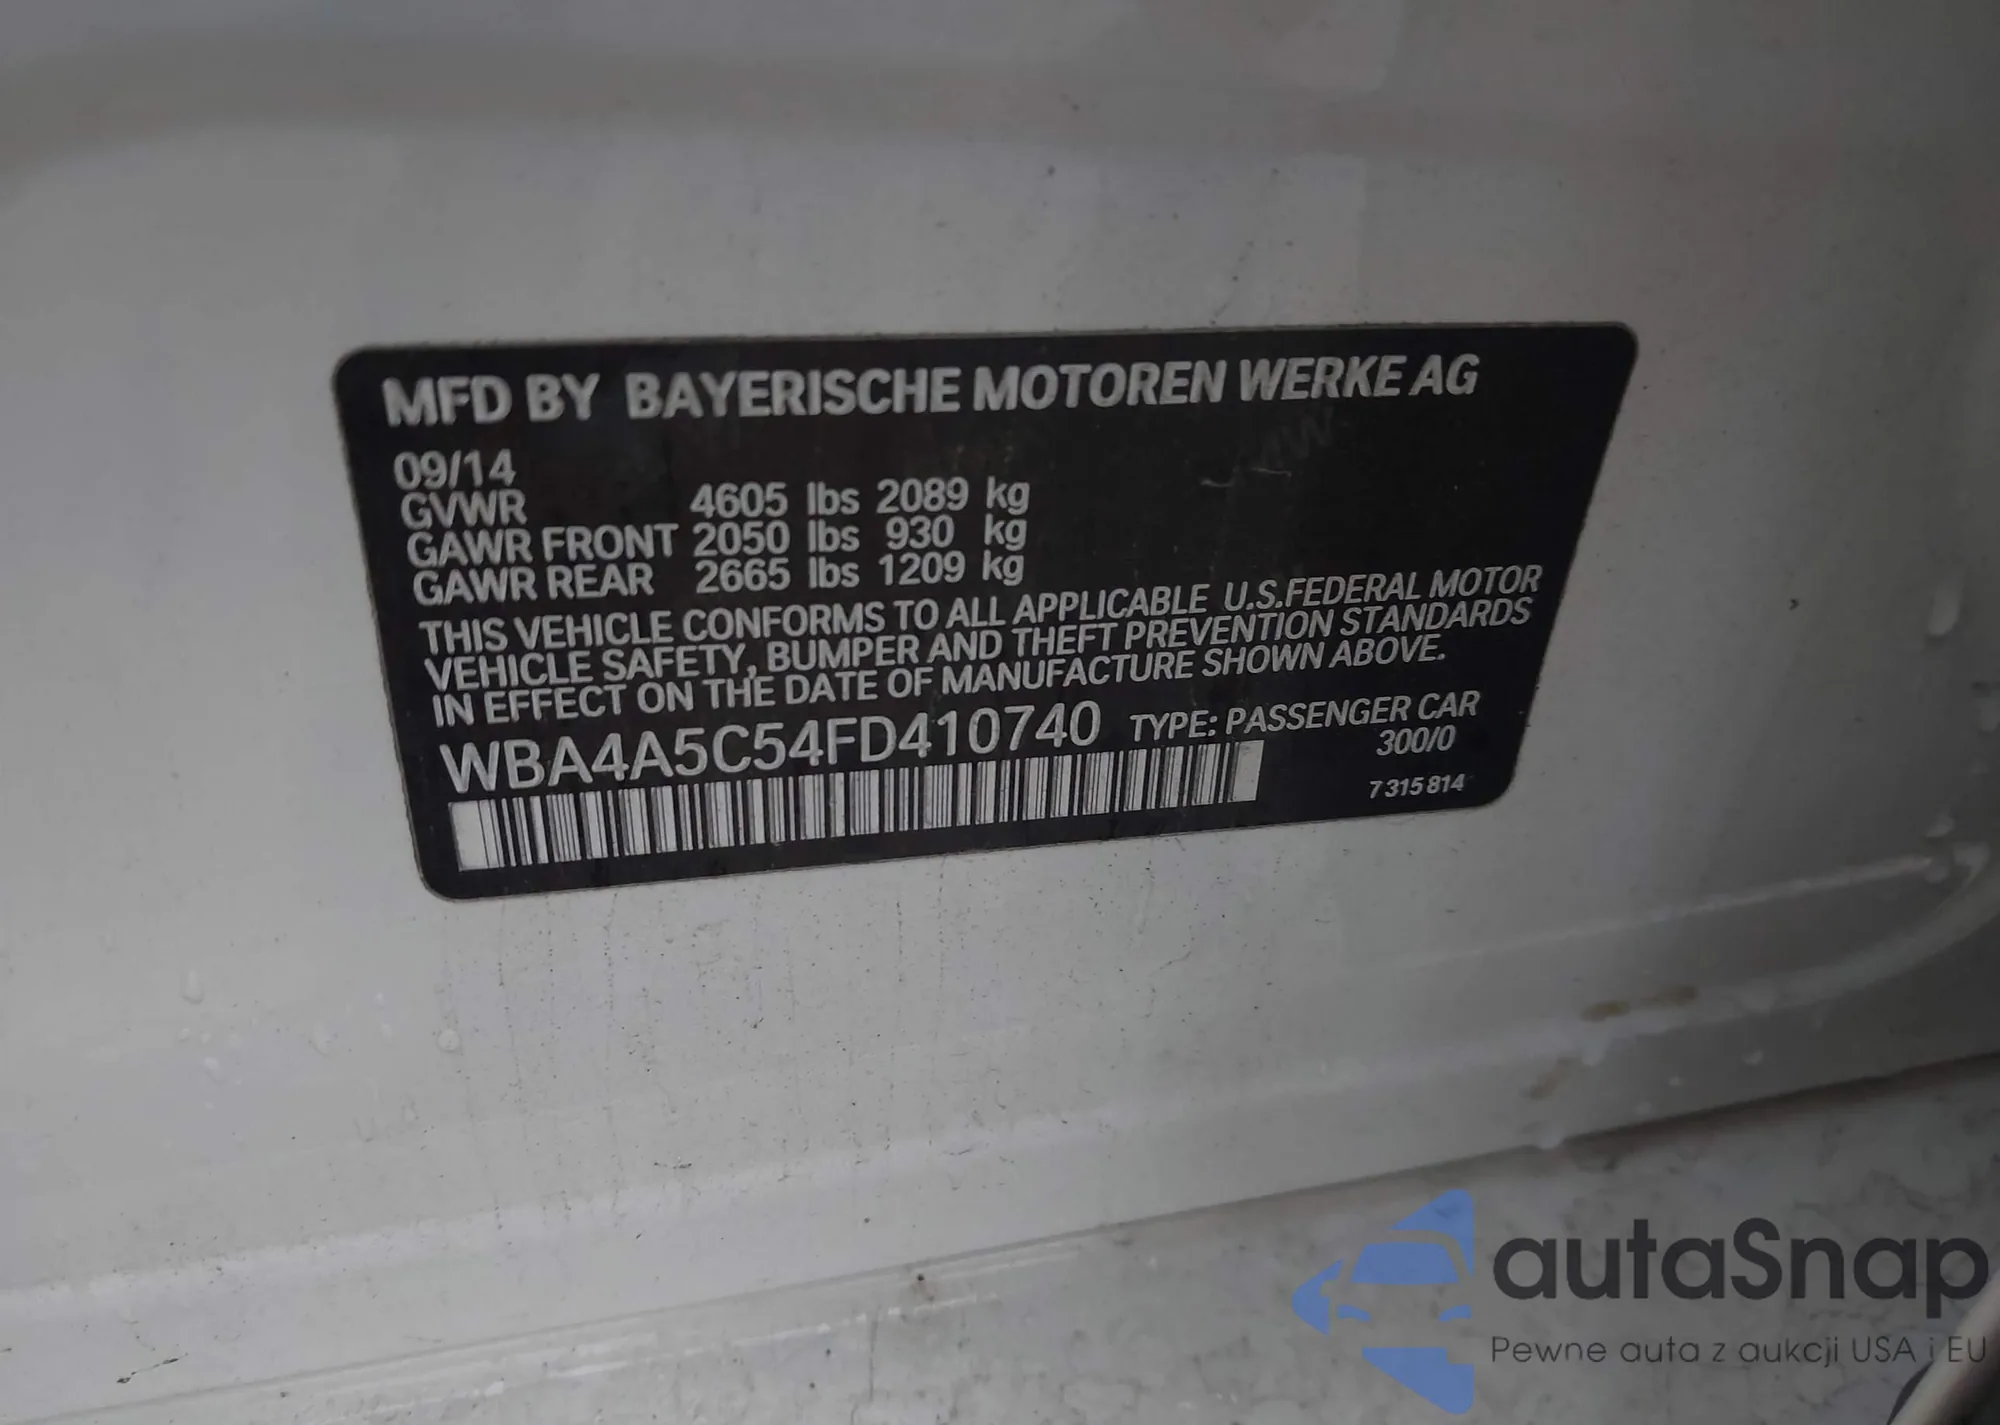 MFD BY BAYERISCHE MOTOREN WERKE AG
09/14
GVWR 4605 lbs 2089 kg
GAWR FRONT 2050 lbs 930 kg
GAWR REAR 2665 lbs 1209 kg
THIS VEHICLE CONFORMS TO ALL APPLICABLE U.S.FEDERAL MOTOR
VEHICLE SAFETY, BUMPER AND THEFT PREVENTION STANDARDS
IN EFFECT ON THE DATE OF MANUFACTURE SHOWN ABOVE.
WBA4A5C54FD410740 TYPE: PASSENGER CAR
300/0
7 315 814
autaSnap
Pewne auta z aukcji USA i EU